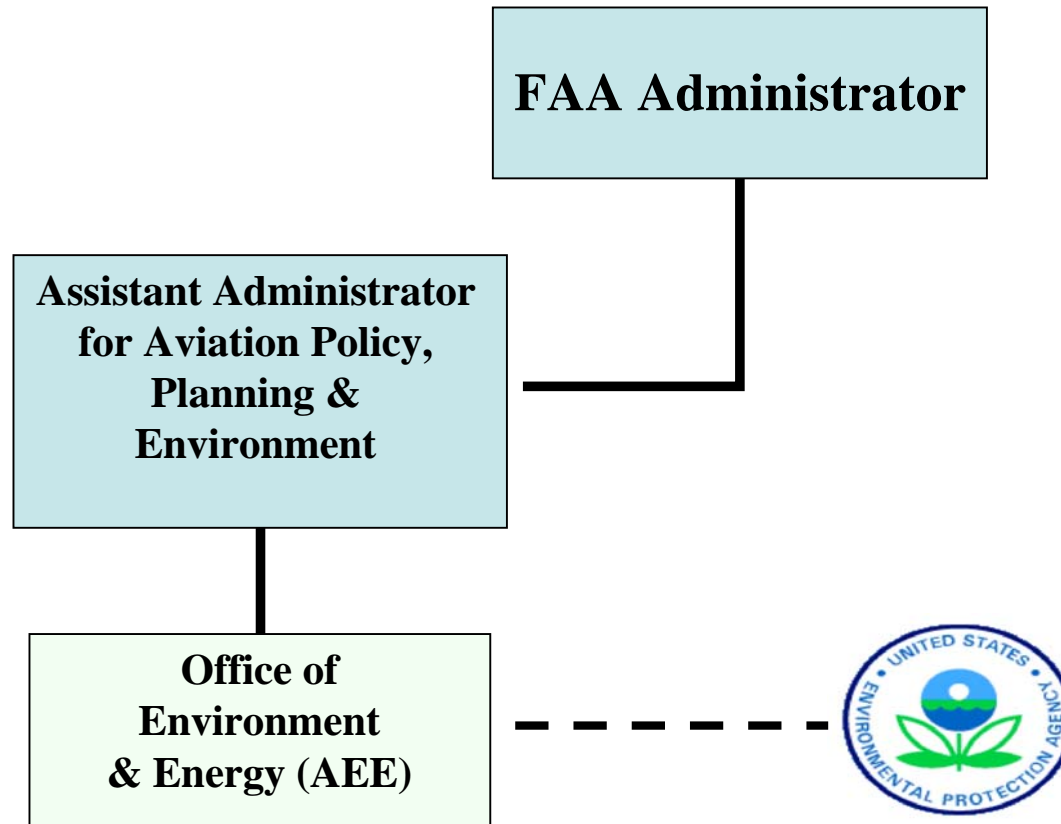 FAA Administrator
Assistant Administrator
for Aviation Policy,
Planning &
Environment
Office of
Environment
& Energy (AEE)
UNITED STATES
ENVIRONMENTAL PROTECTION AGENCY